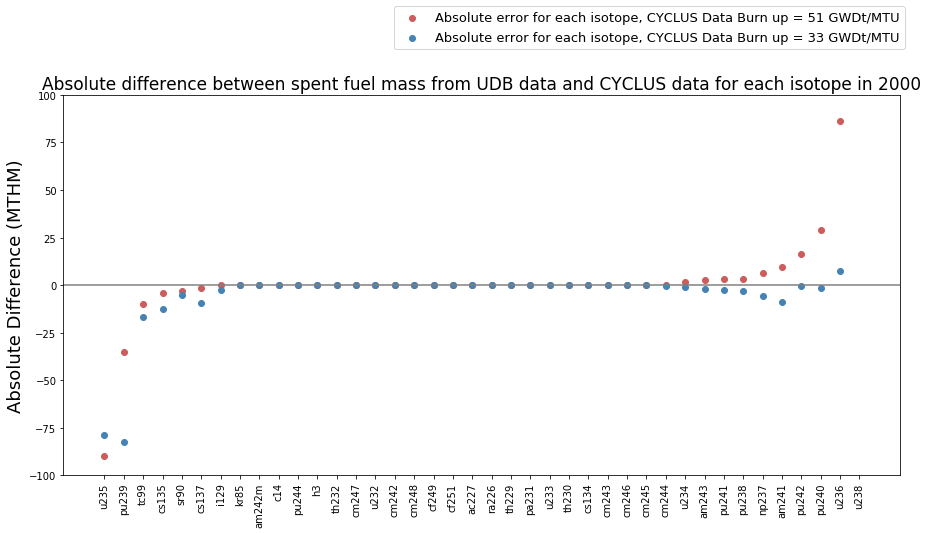 Absolute error for each isotope, CYCLUS Data Burn up = 51 GWDt/MTU
Absolute error for each isotope, CYCLUS Data Burn up = 33 GWDt/MTU
Absolute difference between spent fuel mass from UDB data and CYCLUS data for each isotope in 2000
Absolute Difference (MTHM)
100
75
50
25
0
−25
−50
−75
−100
u235
pu239
tc99
cs135
sr90
cs137
i129
kr85
am242m
c14
pu244
h3
th232
cm247
u232
cm242
cm248
cf249
cf251
ac227
ra226
th229
pa231
u233
th230
cs134
cm243
cm246
cm245
cm244
u234
am243
pu241
pu238
np237
am241
pu242
pu240
u236
u238